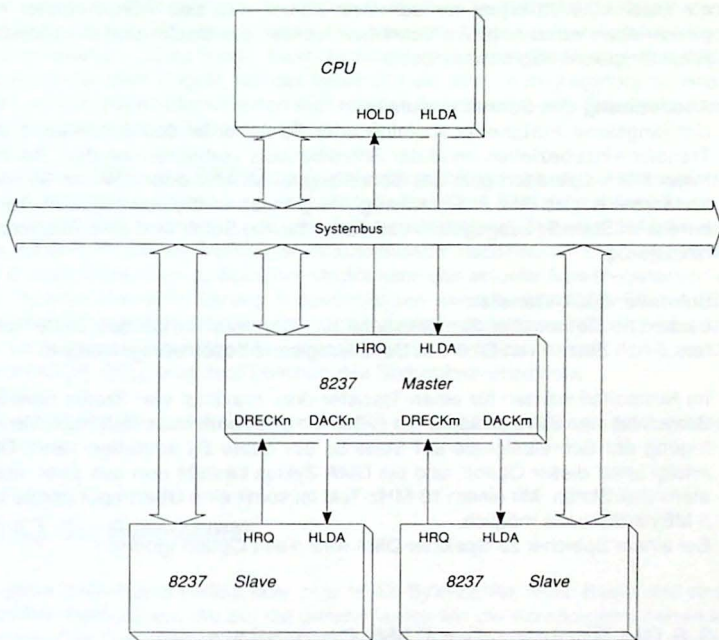 CPU
HOLD HLDA
Systembus
HRQ HLDA
8237 Master
DRECKn DACKn DRECKm DACKm
HRQ HLDA
HRQ HLDA
8237 Slave
8237 Slave